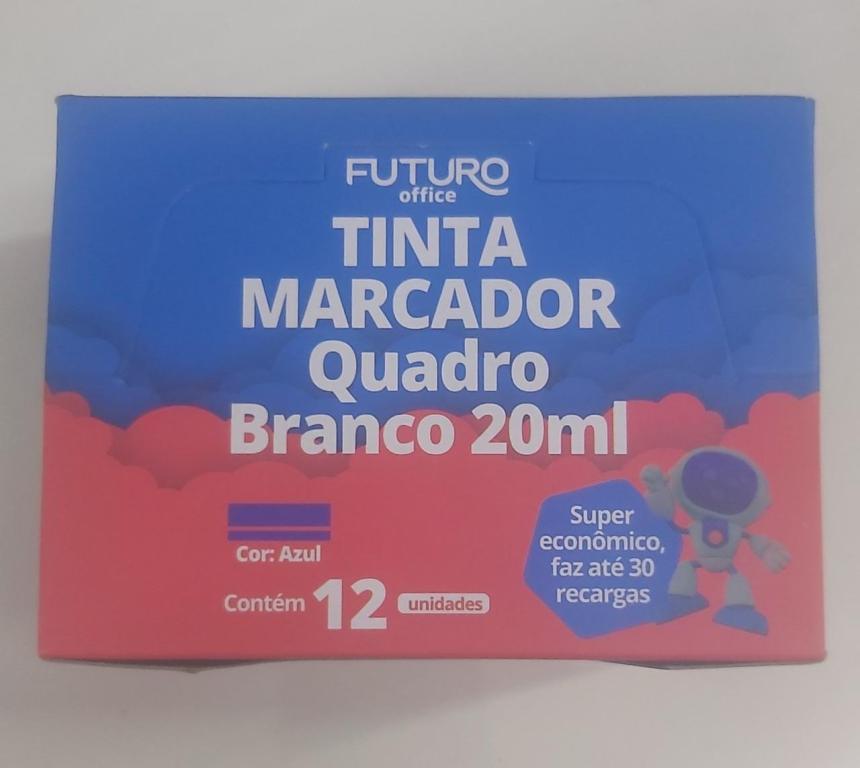 FUTURO
office
TINTA
MARCADOR
Quadro
Branco 20ml
Cor: Azul
Contém 12 unidades
Super
econômico,
faz até 30
recargas